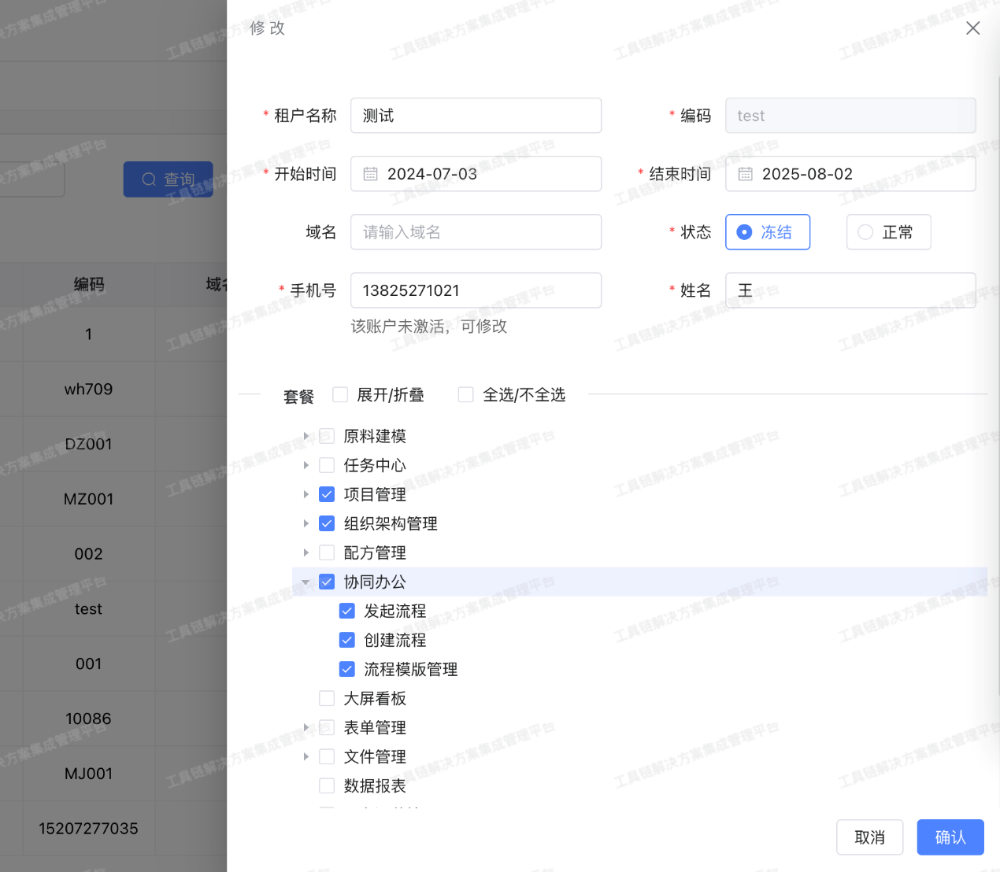 修改
* 租户名称 测试
* 编码 test
* 开始时间 2024-07-03
* 结束时间 2025-08-02
域名 请输入域名
* 状态 冻结 正常
* 手机号 13825271021
* 姓名 王
该账户未激活，可修改
套餐 展开/折叠 全选/不全选
原料建模
任务中心
项目管理
组织架构管理
配方管理
协同办公
发起流程
创建流程
流程模版管理
大屏看板
表单管理
文件管理
数据报表
取消 确认
查询
编码 域名
1
wh709
DZ001
MZ001
002
test
001
10086
MJ001
15207277035
工具链解决方案集成管理平台